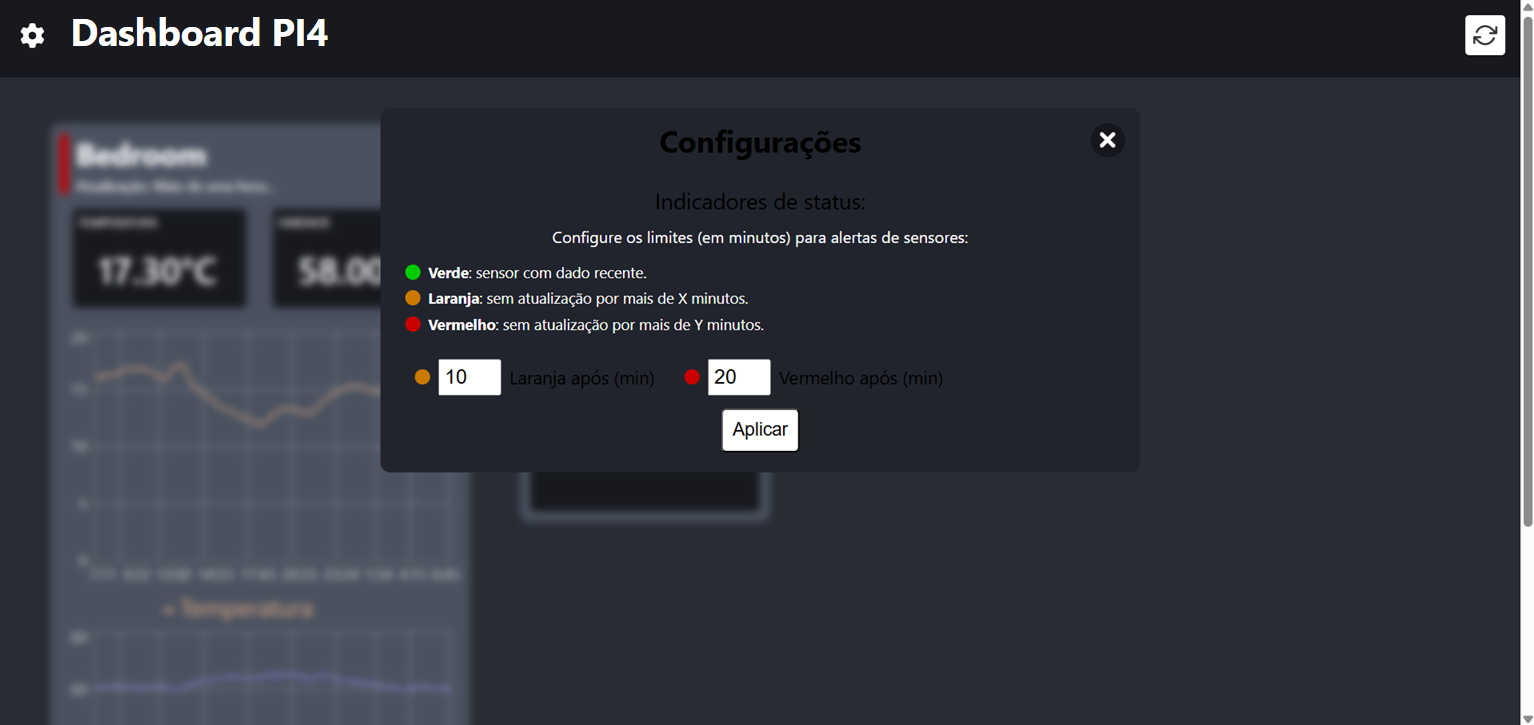 Dashboard PI4
Configurações
Bedroom
Indicadores de status:
Configure os limites (em minutos) para alertas de sensores:
17.30°C
58.00
Verde: sensor com dado recente.
Laranja: sem atualização por mais de X minutos.
Vermelho: sem atualização por mais de Y minutos.
10 Laranja após (min) 20 Vermelho após (min)
Aplicar
Temperatura